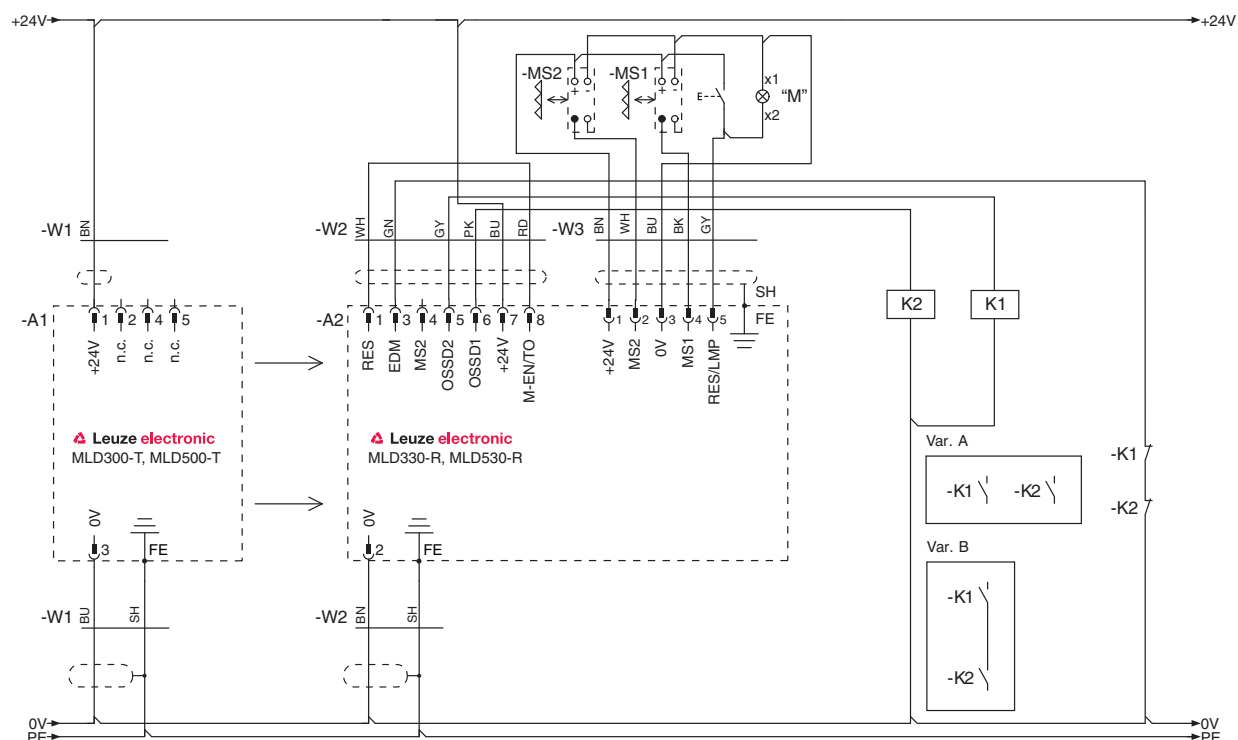 +24V
+24V
-MS2
-MS1
+ -
+ -
E
x1
"M"
x2
-W1
BN
-W2
WH
GN
GY
PK
BU
RD
-W3
BN
WH
BU
BK
GY
SH
FE
K2
K1
-A1
1
2
4
5
+24V
n.c.
n.c.
n.c.
-A2
1
3
4
5
6
7
8
RES
EDM
MS2
OSSD2
OSSD1
+24V
M-EN/TO
1
2
3
4
5
+24V
MS2
0V
MS1
RES/LMP
Leuze electronic
MLD300-T, MLD500-T
Leuze electronic
MLD330-R, MLD530-R
Var. A
-K1
-K2
-K1
-K2
Var. B
-K1
-K2
0V
3
FE
0V
2
FE
-W1
BU
SH
-W2
BN
SH
0V
0V
PE
PE